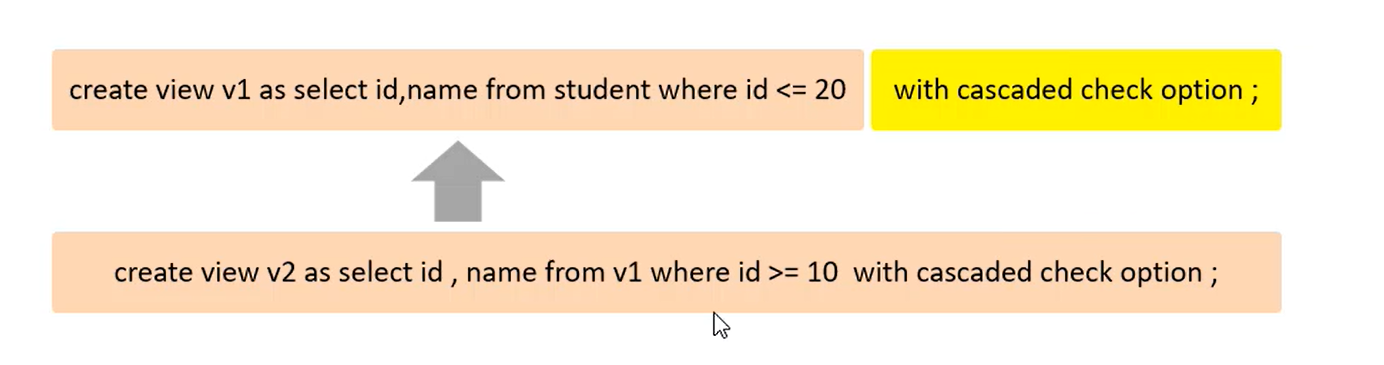 create view v1 as select id,name from student where id <= 20 with cascaded check option ;
create view v2 as select id , name from v1 where id >= 10 with cascaded check option ;